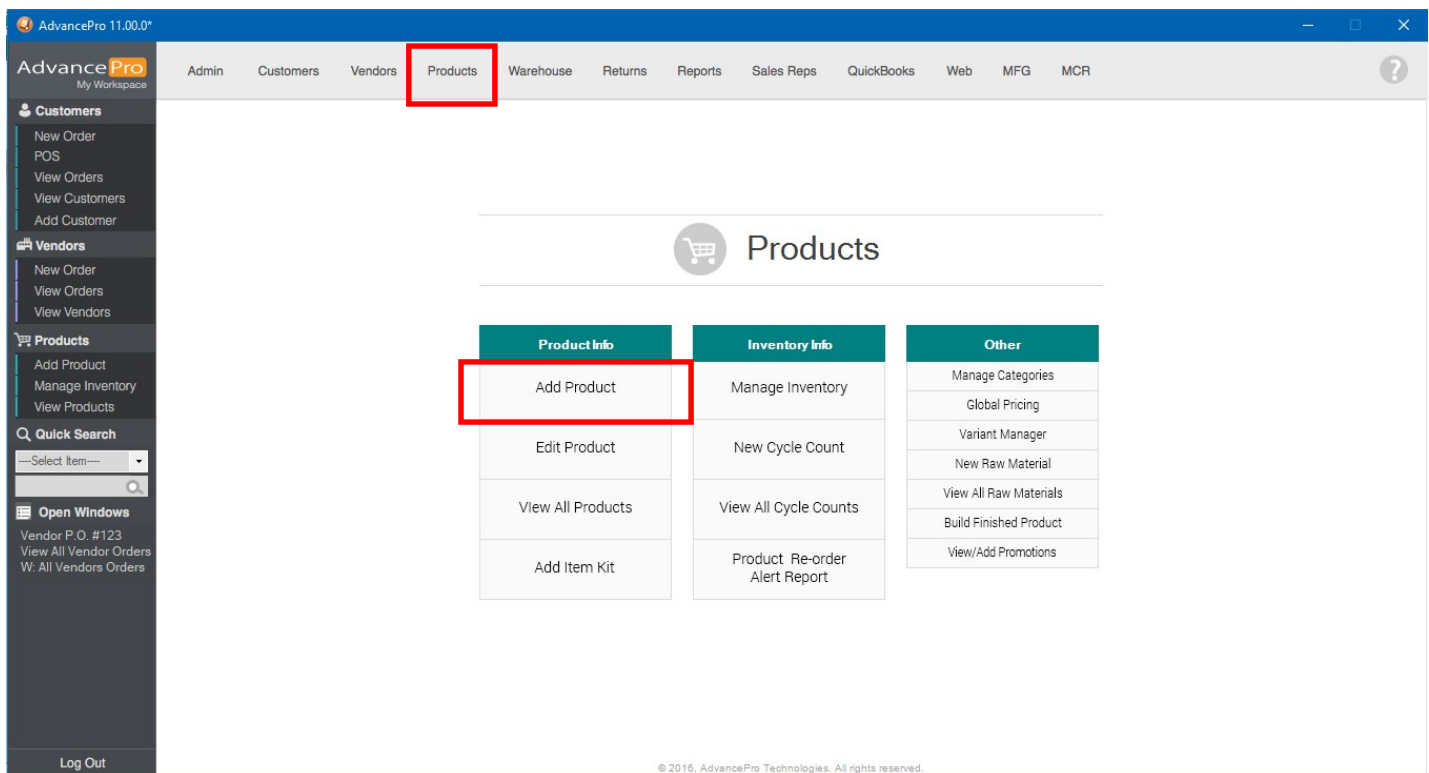 AdvancePro 11.00.0*
AdvancePro
My Workspace
Admin Customers Vendors Products Warehouse Returns Reports Sales Reps QuickBooks Web MFG MCR
?
Customers
New Order
POS
View Orders
View Customers
Add Customer
Vendors
New Order
View Orders
View Vendors
Products
Add Product
Manage Inventory
View Products
Quick Search
----Select Item----
Open Windows
Vendor P.O. #123
View All Vendor Orders
W: All Vendors Orders
Log Out
Products
Product Info
Add Product
Edit Product
VIew All Products
Add Item Kit
Inventory Info
Manage Inventory
New Cycle Count
View All Cycle Counts
Product Re-order
Alert Report
Other
Manage Categories
Global Pricing
Variant Manager
New Raw Material
View All Raw Materials
Build Finished Product
View/Add Promotions
© 2016, AdvancePro Technologies. All rights reserved.